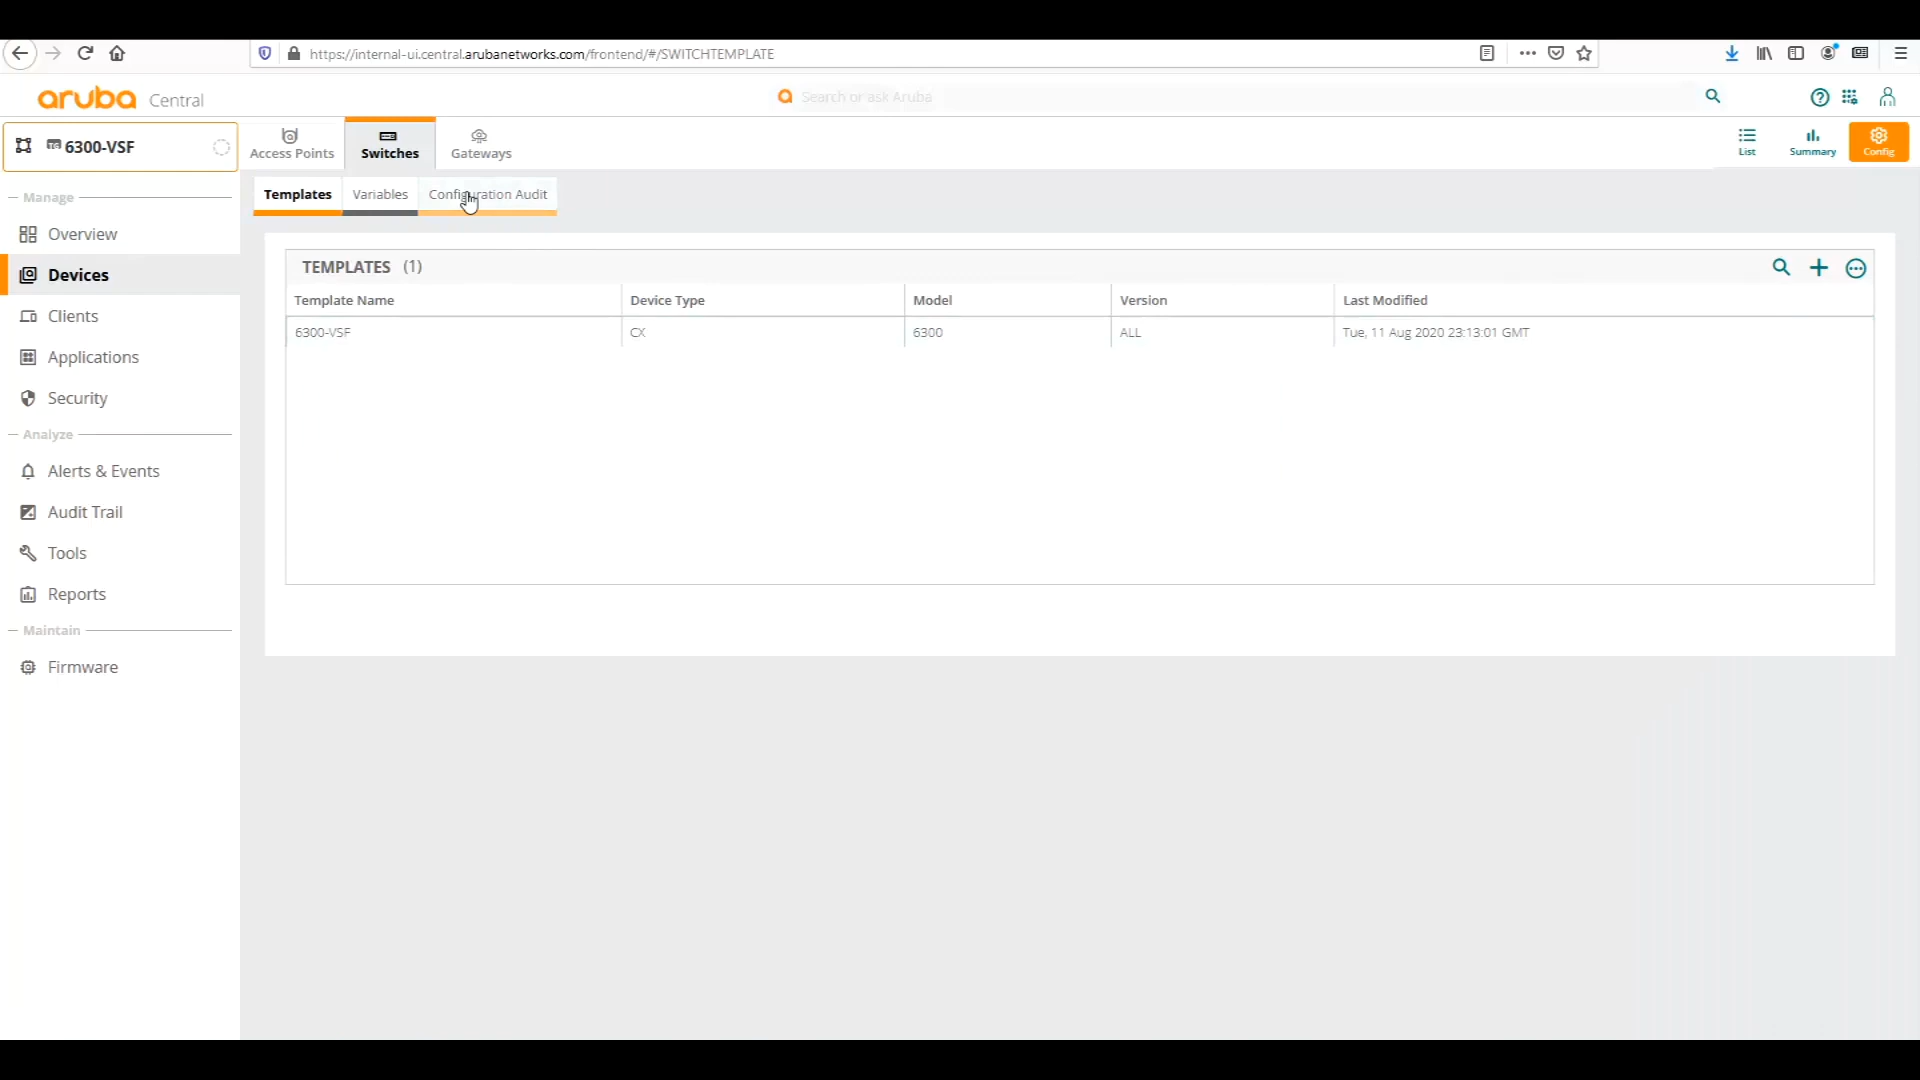 https://internal-ui.central.arubanetworks.com/frontend/#/SWITCHTEMPLATE
aruba Central
Search or ask Aruba
6300-VSF
Access Points
Switches
Gateways
List
Summary
Config
Manage
Overview
Devices
Clients
Applications
Security
Analyze
Alerts & Events
Audit Trail
Tools
Reports
Maintain
Firmware
Templates Variables Configuration Audit
TEMPLATES (1)
Template Name Device Type Model Version Last Modified
6300-VSF CX 6300 ALL Tue, 11 Aug 2020 23:13:01 GMT